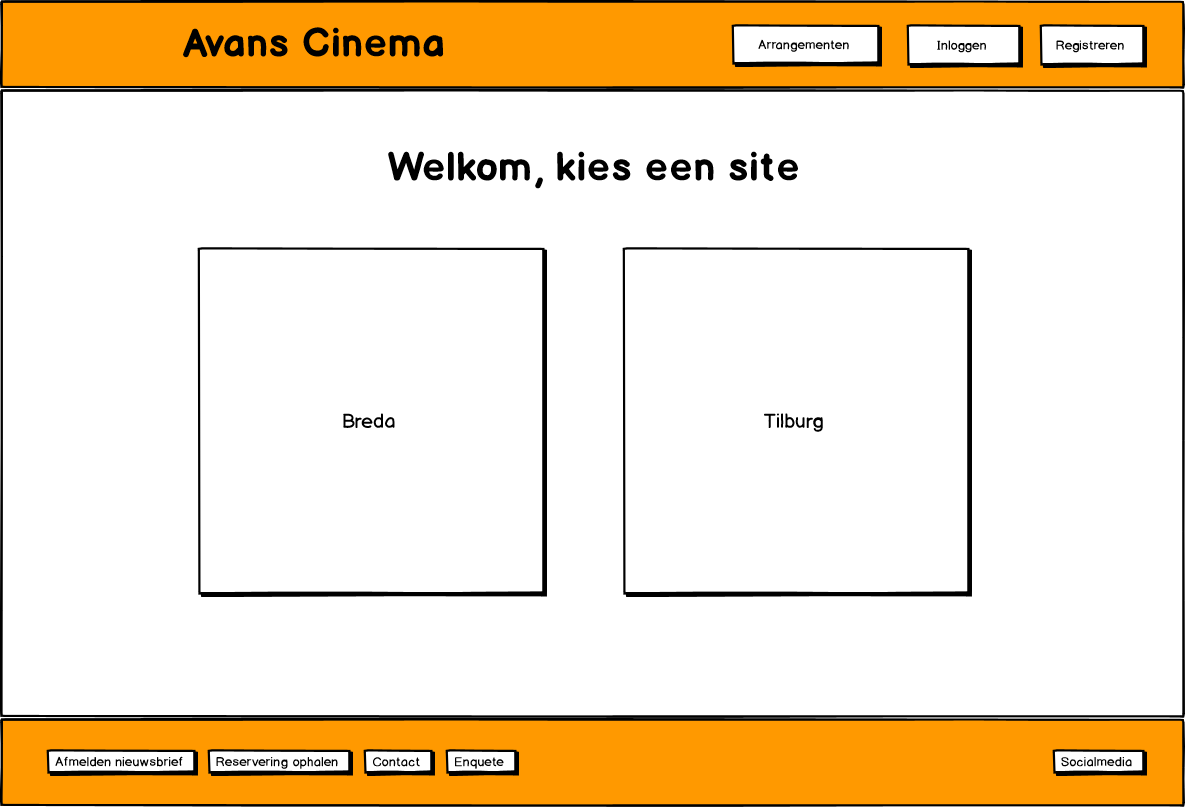 Avans Cinema
Arrangementen
Inloggen
Registreren
Welkom, kies een site
Breda
Tilburg
Afmelden nieuwsbrief
Reservering ophalen
Contact
Enquete
Socialmedia